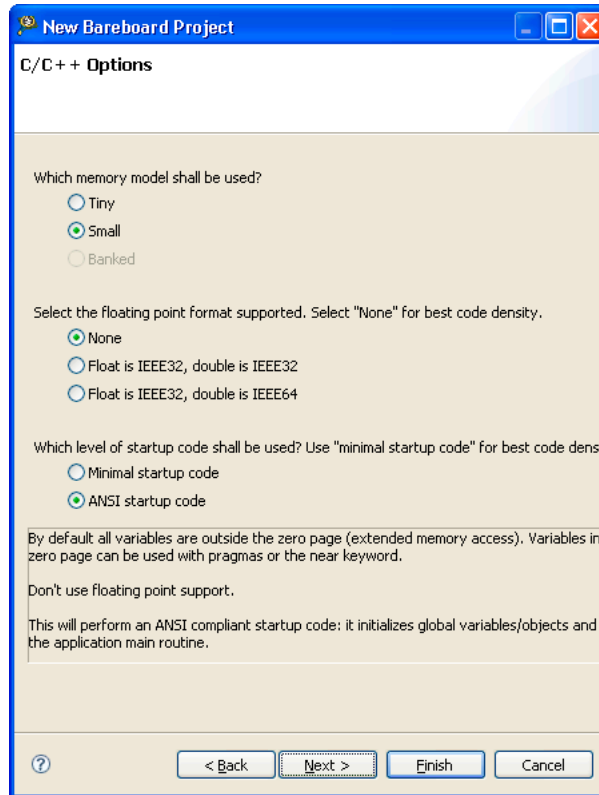 New Bareboard Project
C/C++ Options
Which memory model shall be used?
Tiny
Small
Banked
Select the floating point format supported. Select "None" for best code density.
None
Float is IEEE32, double is IEEE32
Float is IEEE32, double is IEEE64
Which level of startup code shall be used? Use "minimal startup code" for best code dens
Minimal startup code
ANSI startup code
By default all variables are outside the zero page (extended memory access). Variables in
zero page can be used with pragmas or the near keyword.
Don't use floating point support.
This will perform an ANSI compliant startup code: it initializes global variables/objects and
the application main routine.
?
< Back
Next >
Finish
Cancel